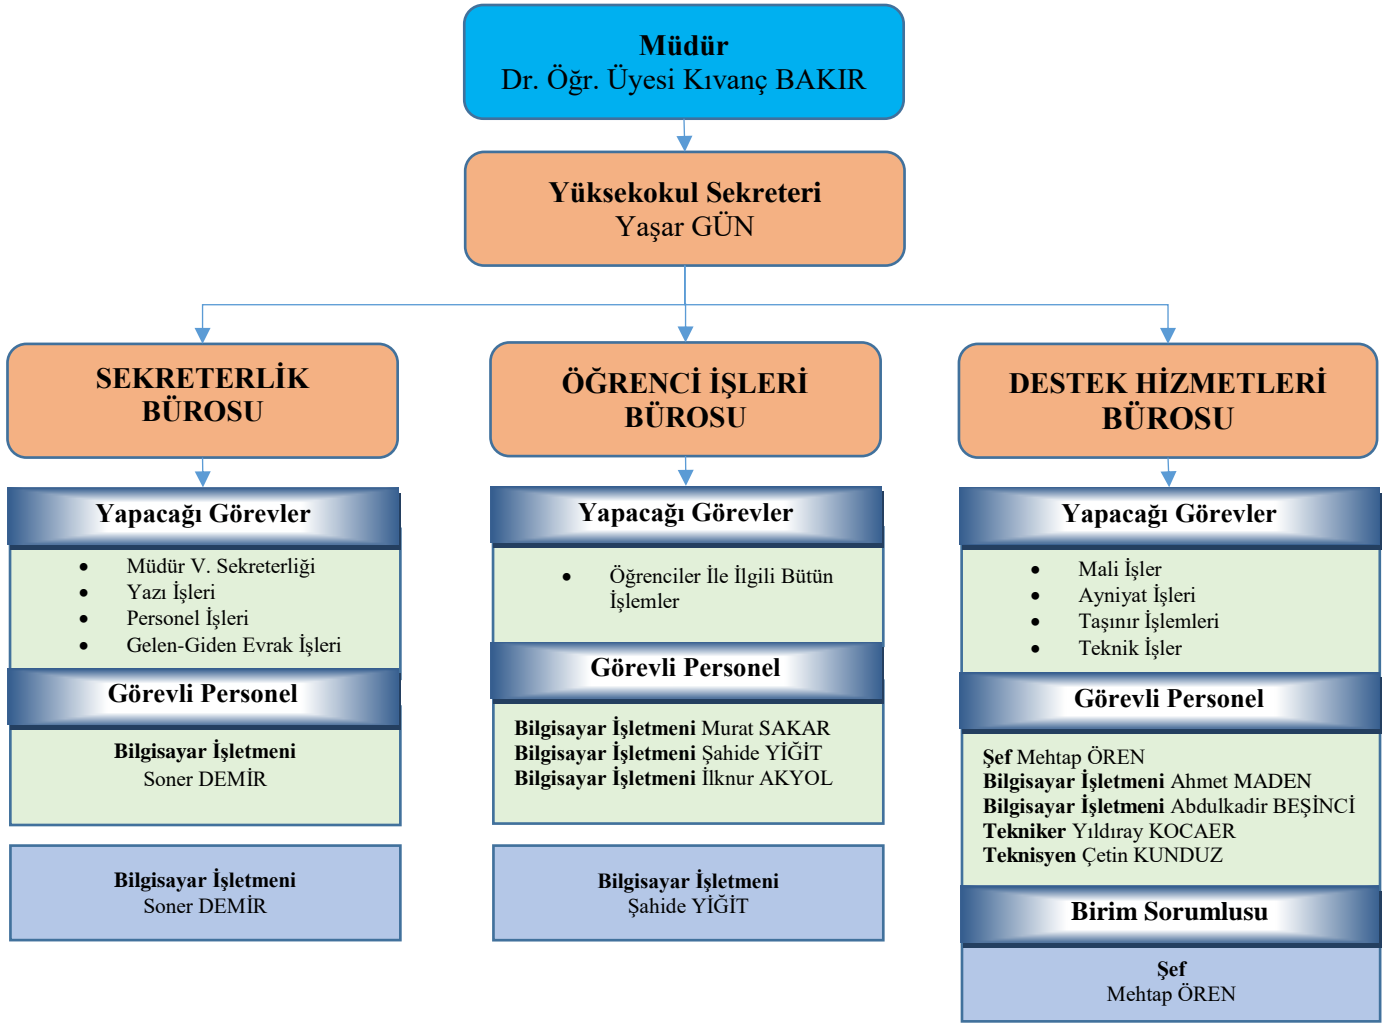 Müdür
Dr. Öğr. Üyesi Kıvanç BAKIR
Yüksekokul Sekreteri
Yaşar GÜN
SEKRETERLİK
BÜROSU
Yapacağı Görevler
• Müdür V. Sekreterliği
• Yazı İşleri
• Personel İşleri
• Gelen-Giden Evrak İşleri
Görevli Personel
Bilgisayar İşletmeni
Soner DEMİR
Bilgisayar İşletmeni
Soner DEMİR
ÖĞRENCİ İŞLERİ
BÜROSU
Yapacağı Görevler
• Öğrenciler İle İlgili Bütün
İşlemler
Görevli Personel
Bilgisayar İşletmeni Murat SAKAR
Bilgisayar İşletmeni Şahide YİĞİT
Bilgisayar İşletmeni İlknur AKYOL
Bilgisayar İşletmeni
Şahide YİĞİT
DESTEK HİZMETLERİ
BÜROSU
Yapacağı Görevler
• Mali İşler
• Ayniyat İşleri
• Taşınır İşlemleri
• Teknik İşler
Görevli Personel
Şef Mehtap ÖREN
Bilgisayar İşletmeni Ahmet MADEN
Bilgisayar İşletmeni Abdulkadir BEŞİNCİ
Tekniker Yıldıray KOCAER
Teknisyen Çetin KUNDUZ
Birim Sorumlusu
Şef
Mehtap ÖREN